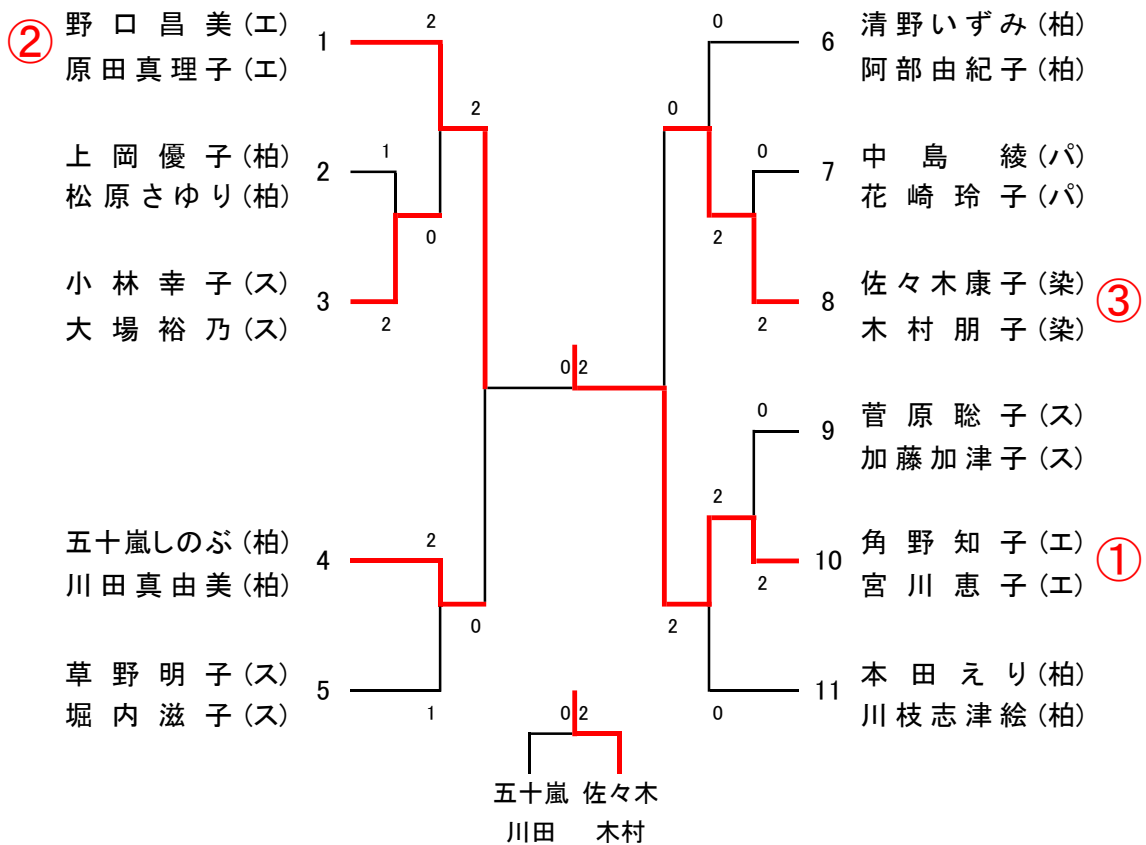 ②
野口昌美(エ)
原田真理子(エ)
1
2
2
上岡優子(柏)
松原さゆり(柏)
2
1
0
小林幸子(ス)
大場裕乃(ス)
3
2
五十嵐しのぶ(柏)
川田真由美(柏)
4
2
0
草野明子(ス)
堀内滋子(ス)
5
1
0 2
0
0
6
清野いずみ(柏)
阿部由紀子(柏)
0
7
中島綾(パ)
花崎玲子(パ)
2
2
8
佐々木康子(染)
木村朋子(染)
③
0
9
菅原聡子(ス)
加藤加津子(ス)
2
2
10
角野知子(エ)
宮川恵子(エ)
①
2
0
11
本田えり(柏)
川枝志津絵(柏)
0 2
五十嵐 佐々木
川田 木村